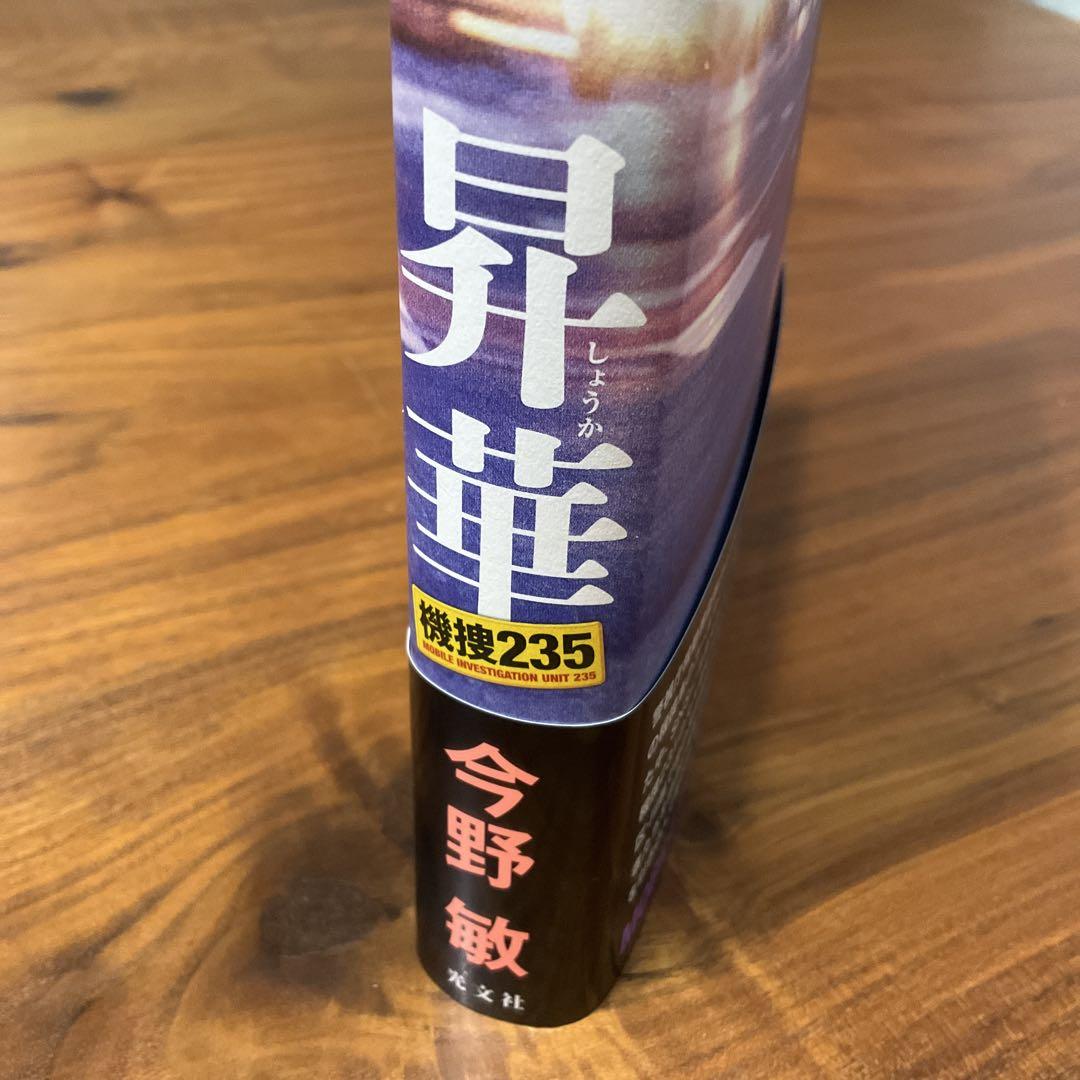 昇華
しょうか
機捜235
MOBILE INVESTIGATION UNIT 235
今野 敏
光文社